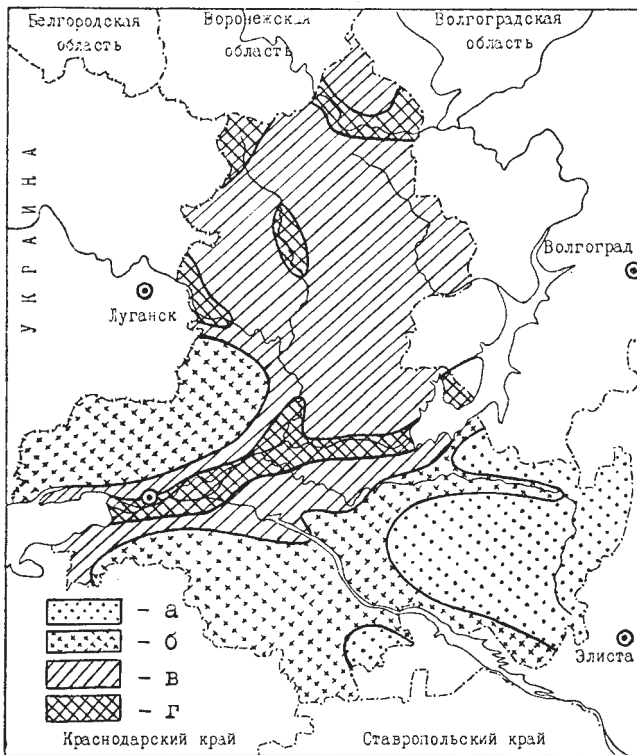 Белгородская
область
Воронежская
область
Волгоградская
область
УКРАИНА
Волгоград
Луганск
- а
- б
- в
- г
Элиста
Краснодарский край
Ставропольский край